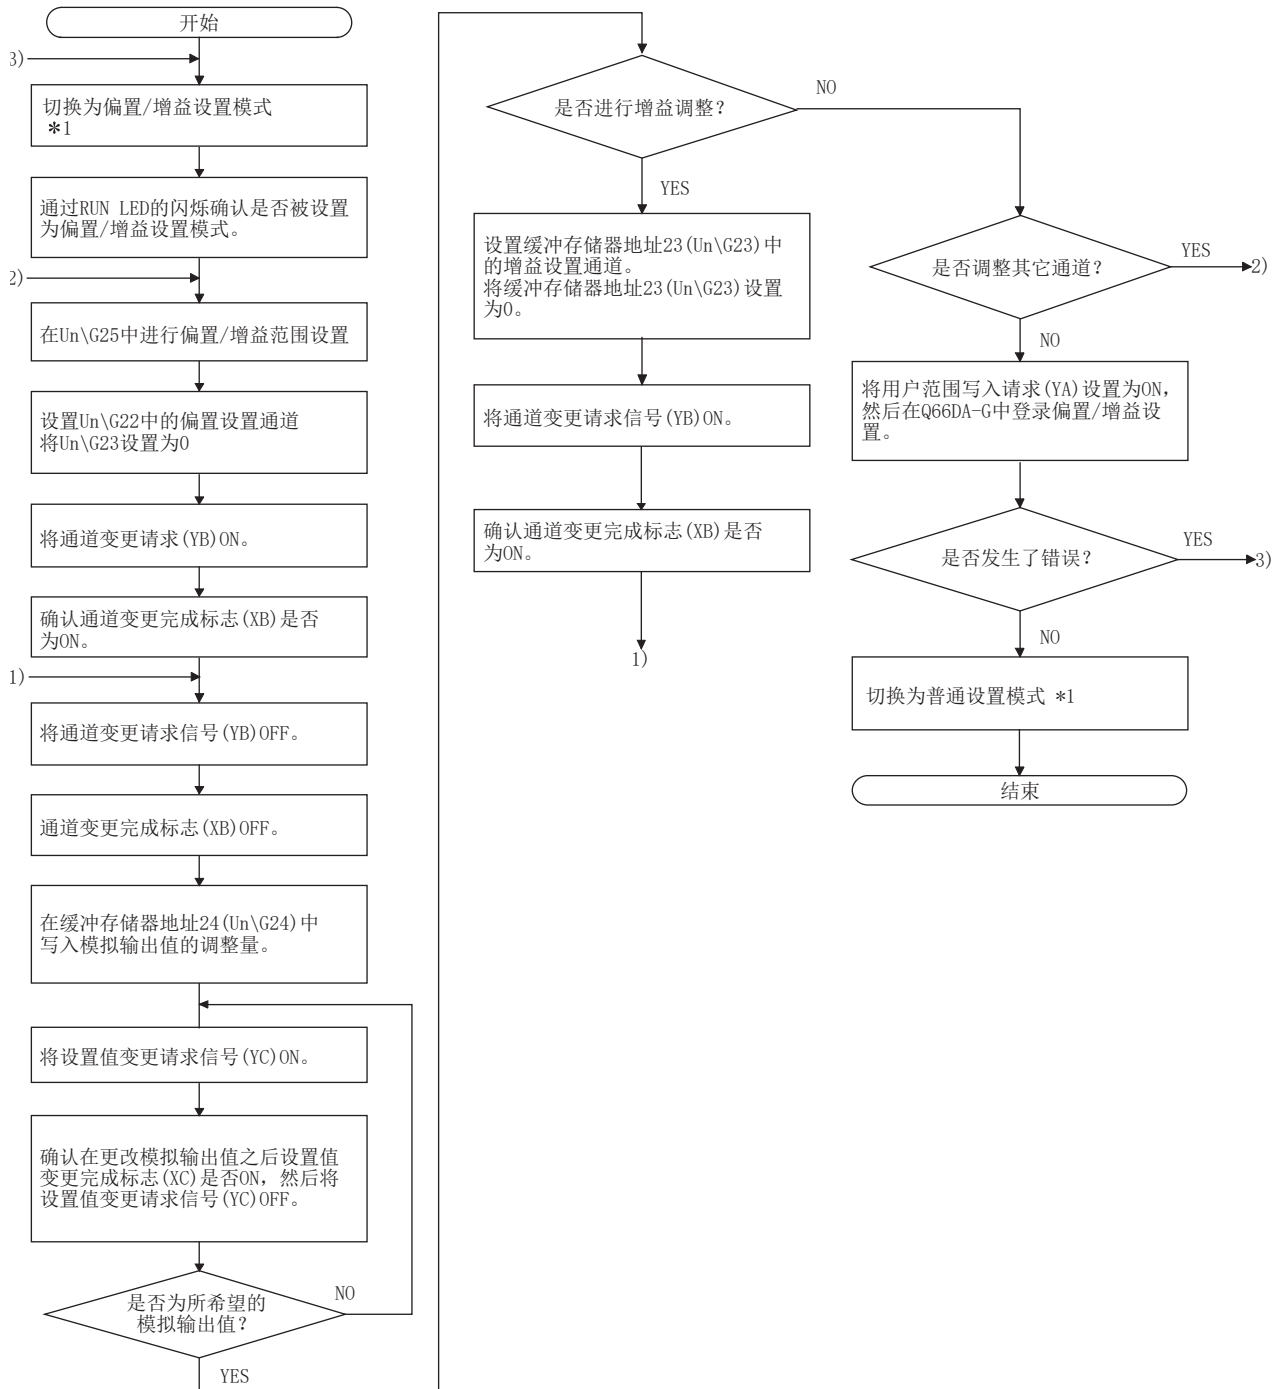 开始
3)
切换为偏置/增益设置模式
*1
通过RUN LED的闪烁确认是否被设置
为偏置/增益设置模式。
2)
在Un\G25中进行偏置/增益范围设置
设置Un\G22中的偏置设置通道
将Un\G23设置为0
将通道变更请求(YB)ON。
确认通道变更完成标志(XB)是否
为ON。
1)
将通道变更请求信号(YB)OFF。
通道变更完成标志(XB)OFF。
在缓冲存储器地址24(Un\G24)中
写入模拟输出值的调整量。
将设置值变更请求信号(YC)ON。
确认在更改模拟输出值之后设置值
变更完成标志(XC)是否ON，然后将
设置值变更请求信号(YC)OFF。
是否为所希望的
模拟输出值?
NO
YES
是否进行增益调整?
NO
YES
设置缓冲存储器地址23(Un\G23)中
的增益设置通道。
将缓冲存储器地址23(Un\G23)设置
为0。
将通道变更请求信号(YB)ON。
确认通道变更完成标志(XB)是否
为ON。
1)
是否调整其它通道?
YES
2)
NO
将用户范围写入请求(YA)设置为ON，
然后在Q66DA-G中登录偏置/增益设
置。
是否发生了错误?
YES
3)
NO
切换为普通设置模式 *1
结束